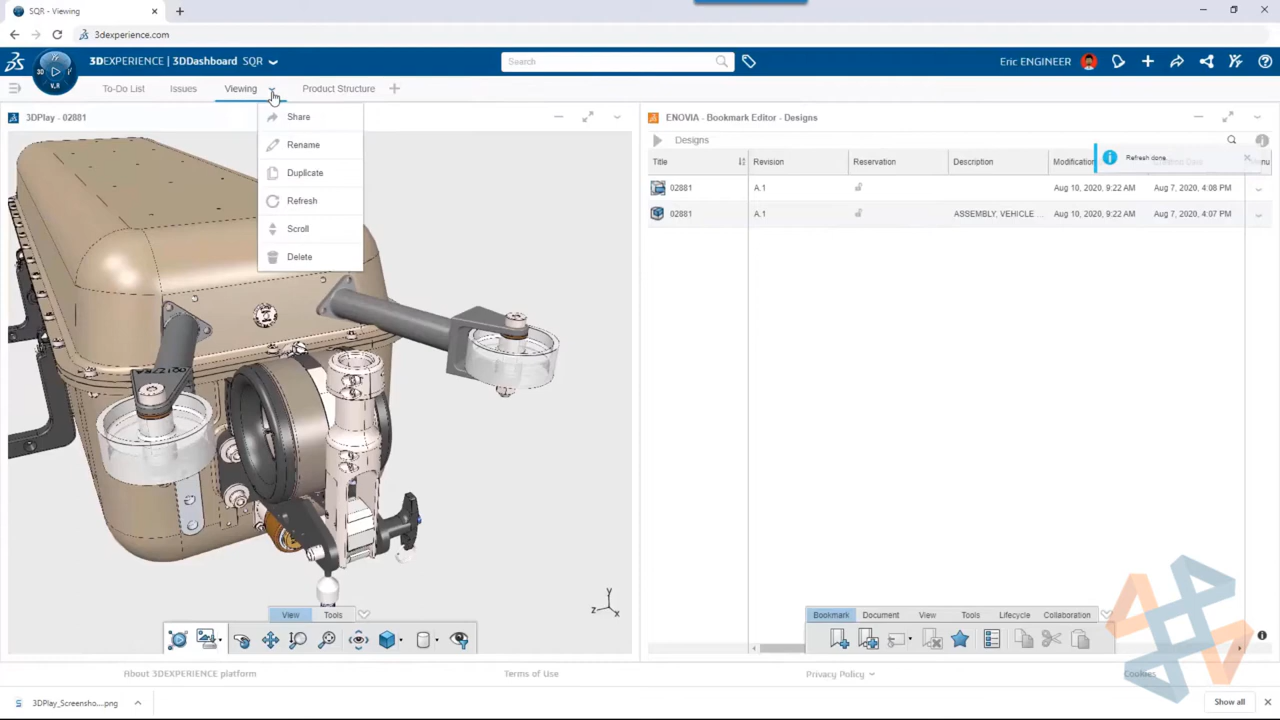 SQR - Viewing
3dexperience.com
3DEXPERIENCE | 3DDashboard SQR
Search
Eric ENGINEER
3D
V.R
To-Do List
Issues
Viewing
Product Structure
Share
Rename
Duplicate
Refresh
Scroll
Delete
3DPlay - 02881
ENOVIA - Bookmark Editor - Designs
Designs
Refresh done.
Title Revision Reservation Description Modification
02881 A.1 Aug 10, 2020, 9:22 AM Aug 7, 2020, 4:08 PM
02881 A.1 ASSEMBLY, VEHICLE ... Aug 10, 2020, 9:22 AM Aug 7, 2020, 4:07 PM
y
z
x
View Tools
Bookmark Document View Tools Lifecycle Collaboration
About 3DEXPERIENCE platform
Terms of Use
Privacy Policy
Cookies
3DPlay_Screensho....png
Show all